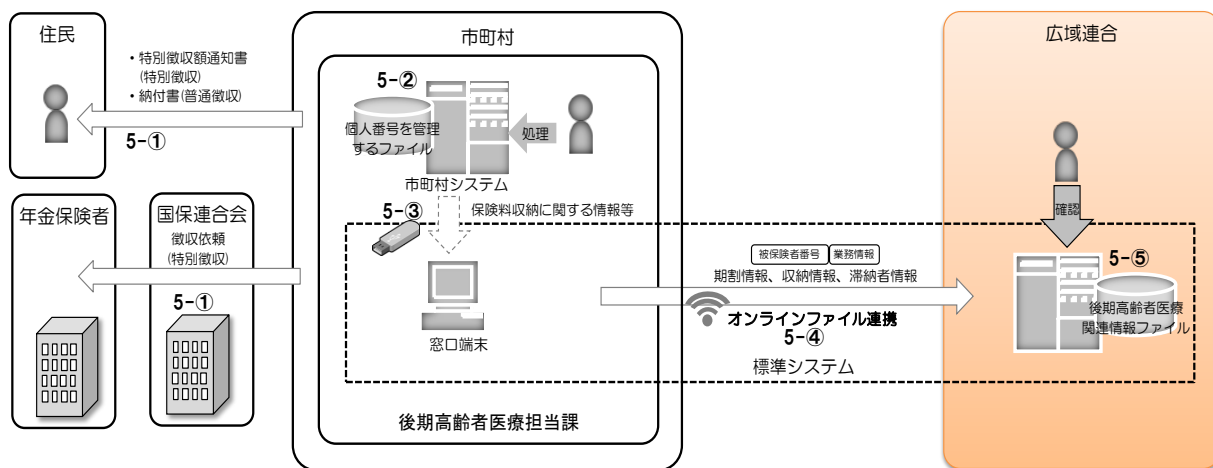 住民
・特別徴収額通知書
(特別徴収)
・納付書(普通徴収)
5-①
年金保険者
国保連合会
徴収依頼
(特別徴収)
5-①
市町村
5-②
個人番号を管理
するファイル
処理
市町村システム
5-③
保険料収納に関する情報等
窓口端末
後期高齢者医療担当課
被保険者番号
業務情報
期割情報、収納情報、滞納者情報
オンラインファイル連携
5-④
標準システム
広域連合
確認
5-⑤
後期高齢者医療
関連情報ファイル